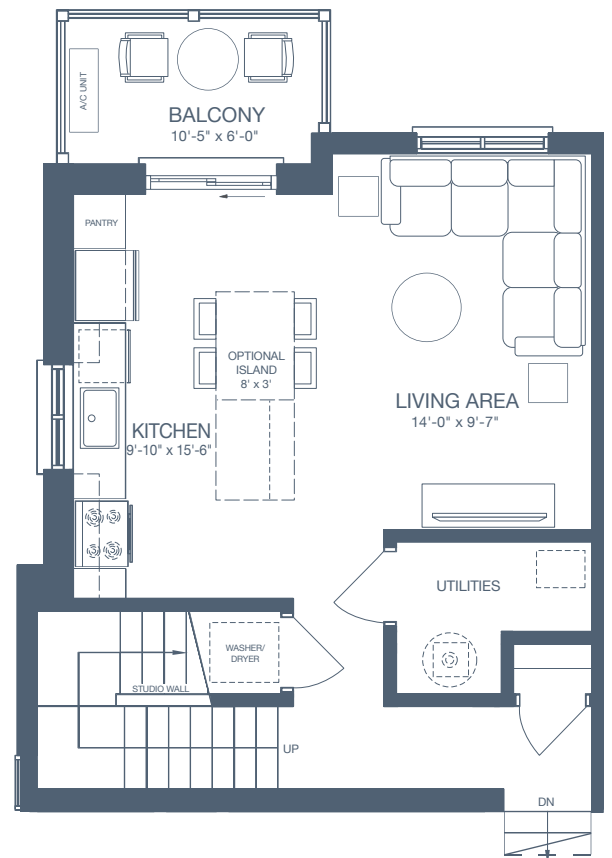 A/C UNIT
BALCONY
10'-5" x 6'-0"
PANTRY
OPTIONAL
ISLAND
8' x 3'
LIVING AREA
14'-0" x 9'-7"
KITCHEN
9'-10" x 15'-6"
UTILITIES
WASHER/
DRYER
STUDIO WALL
UP
DN